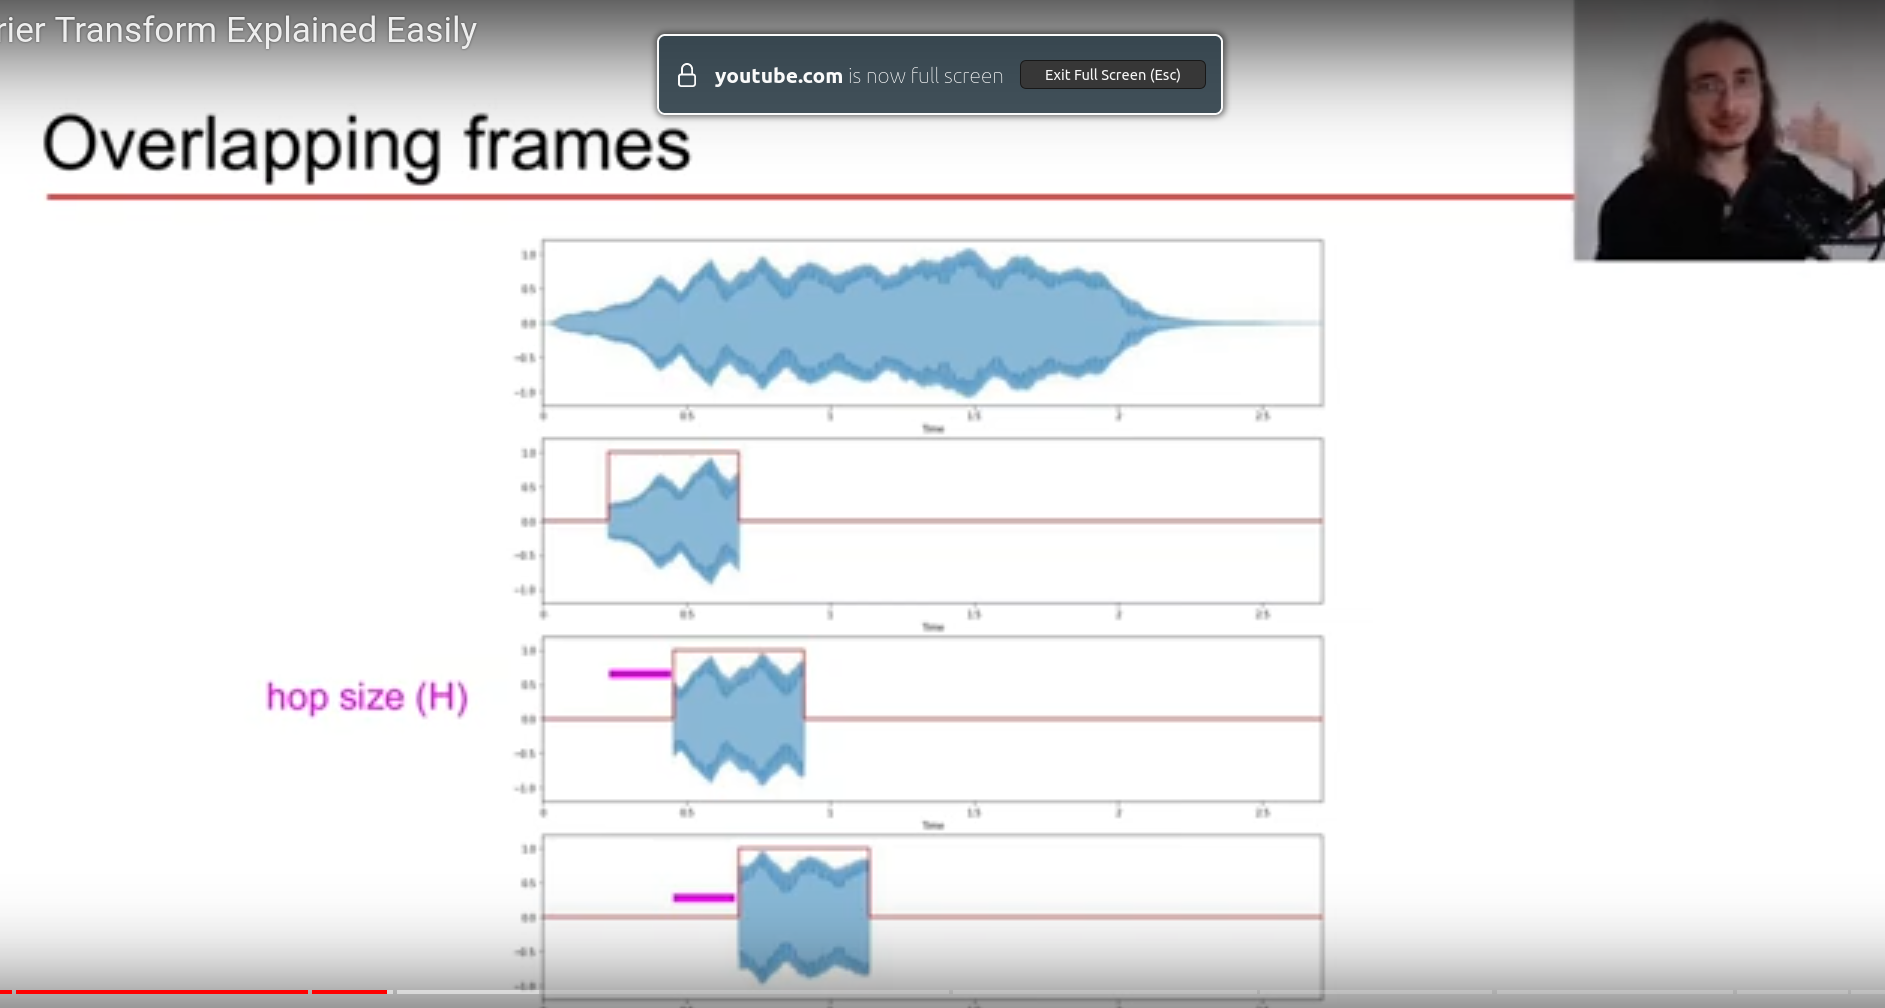 rier Transform Explained Easily
youtube.com is now full screen
Exit Full Screen (Esc)
Overlapping frames
1.0
0.5
0.0
-0.5
-1.0
0 0.5 1 1.5 2 2.5
Time
1.0
0.5
0.0
-0.5
-1.0
0 0.5 1 1.5 2 2.5
Time
hop size (H)
1.0
0.5
0.0
-0.5
-1.0
0 0.5 1 1.5 2 2.5
Time
1.0
0.5
0.0
-0.5
-1.0